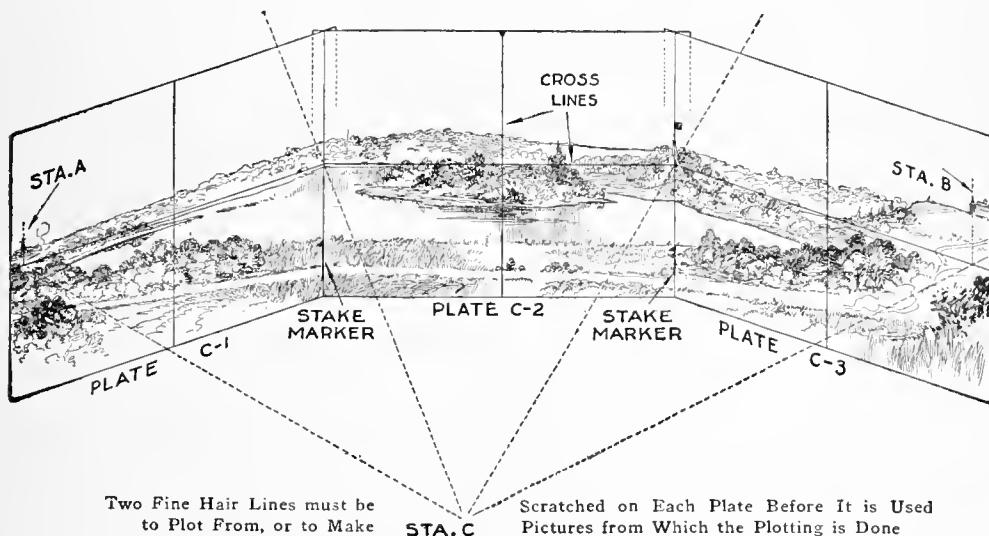 CROSS
LINES
STA.A
STA. B
STAKE
MARKER
PLATE C-2
STAKE
MARKER
PLATE C-1
PLATE C-3
Two Fine Hair Lines must be
to Plot From, or to Make
STA.C
Scratched on Each Plate Before It is Used
Pictures from Which the Plotting is Done